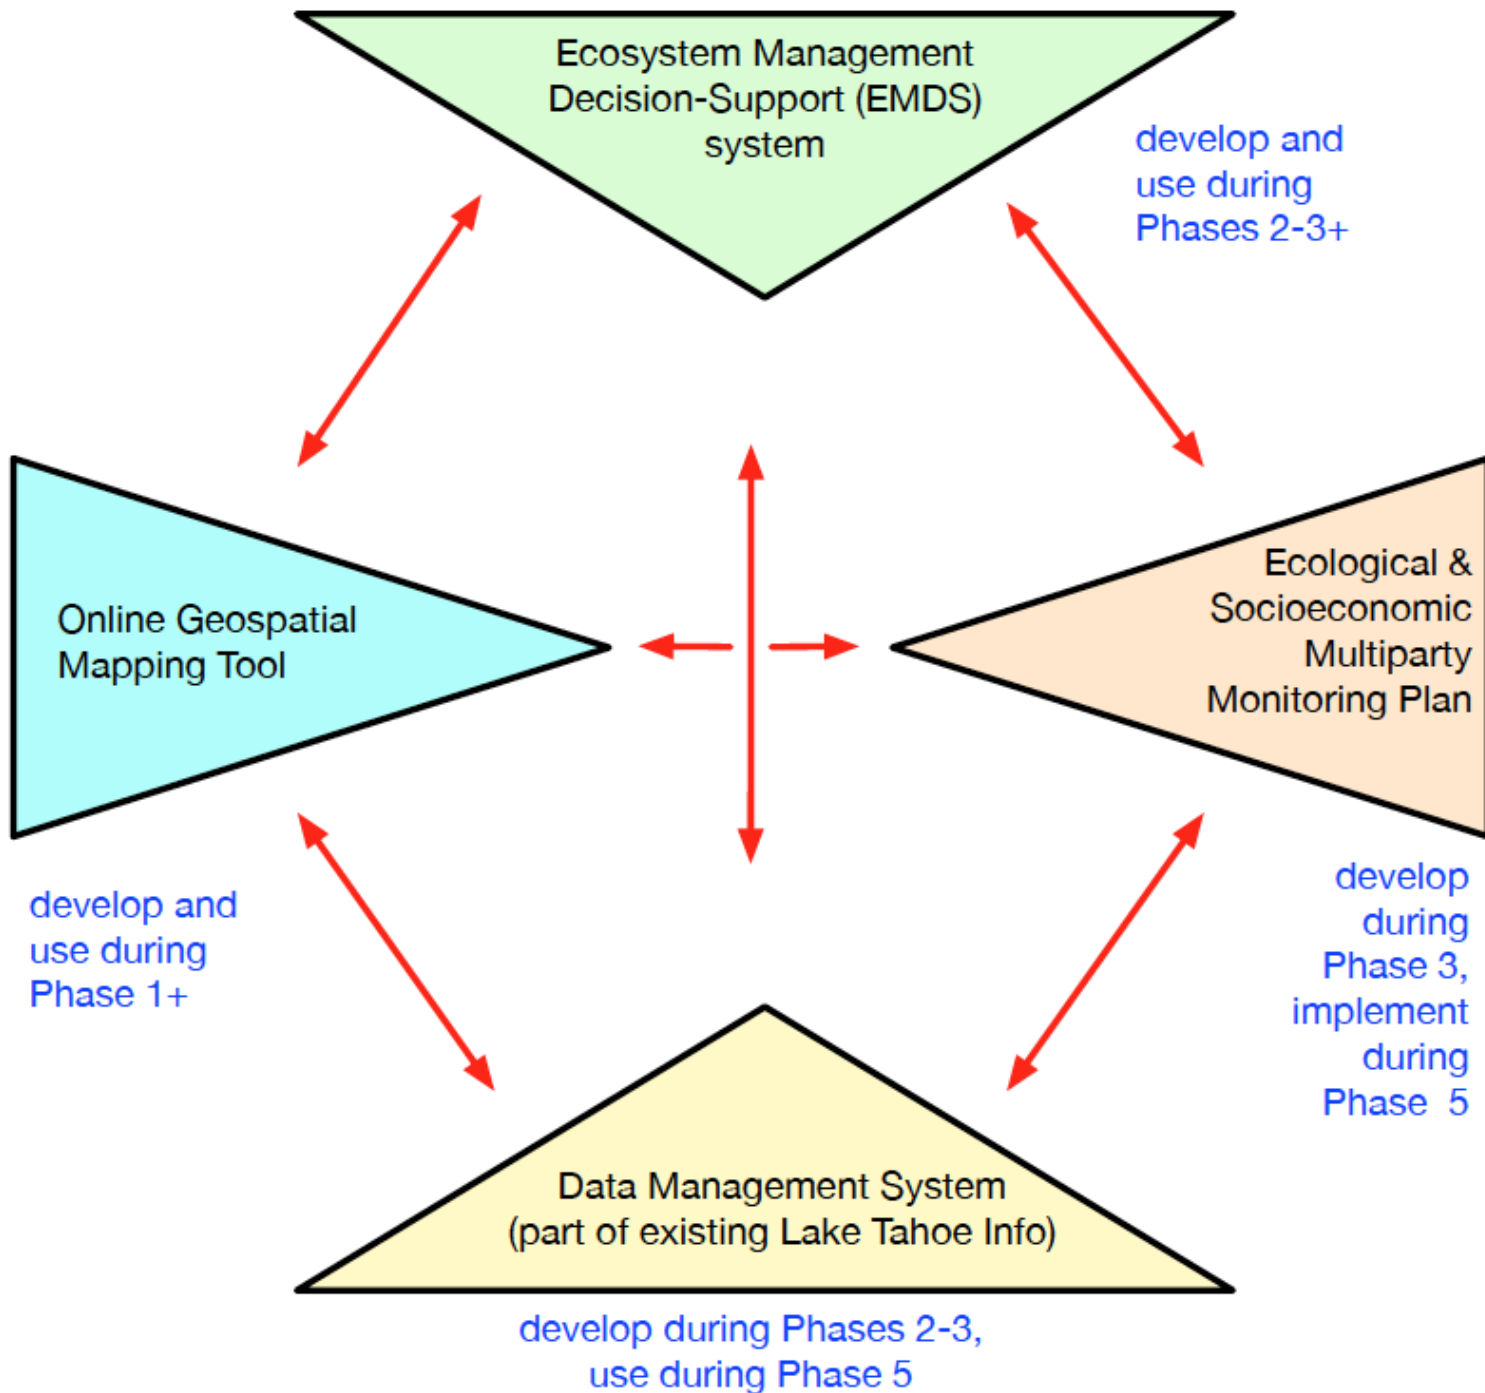 Ecosystem Management
Decision-Support (EMDS)
system
develop and
use during
Phases 2-3+
Online Geospatial
Mapping Tool
Ecological &
Socioeconomic
Multiparty
Monitoring Plan
develop and
use during
Phase 1+
develop
during
Phase 3,
implement
during
Phase 5
Data Management System
(part of existing Lake Tahoe Info)
develop during Phases 2-3,
use during Phase 5